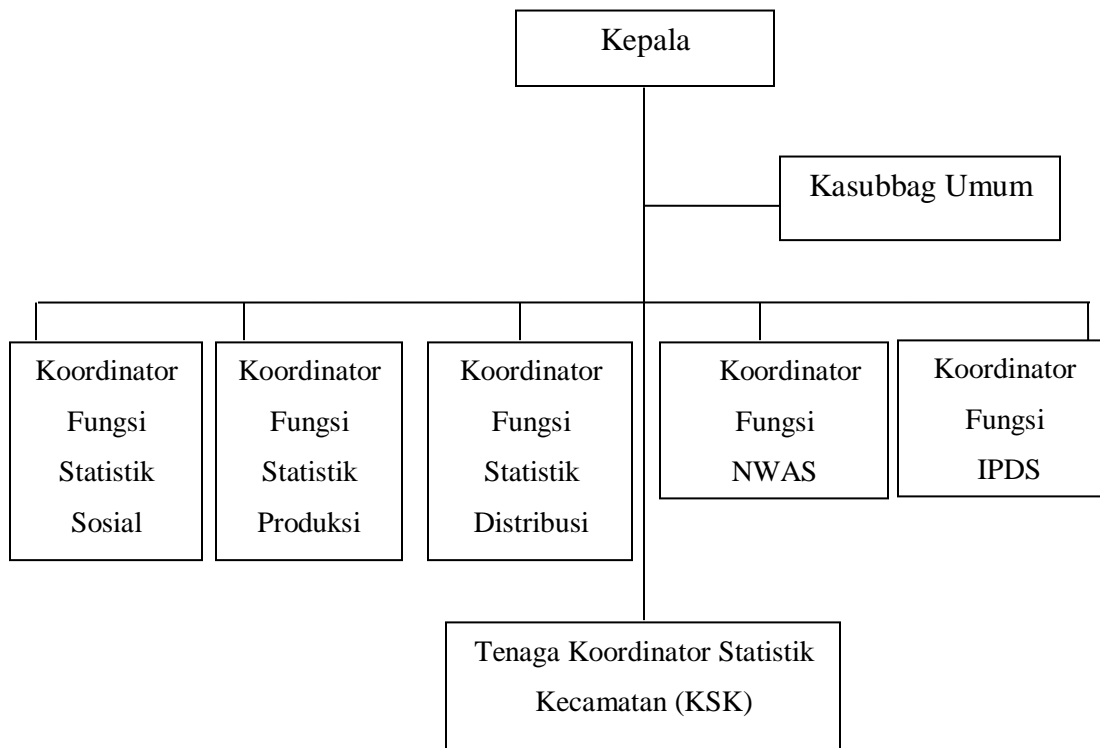 Kepala
Kasubbag Umum
Koordinator
Fungsi
Statistik
Sosial
Koordinator
Fungsi
Statistik
Produksi
Koordinator
Fungsi
Statistik
Distribusi
Koordinator
Fungsi
NWAS
Koordinator
Fungsi
IPDS
Tenaga Koordinator Statistik
Kecamatan (KSK)